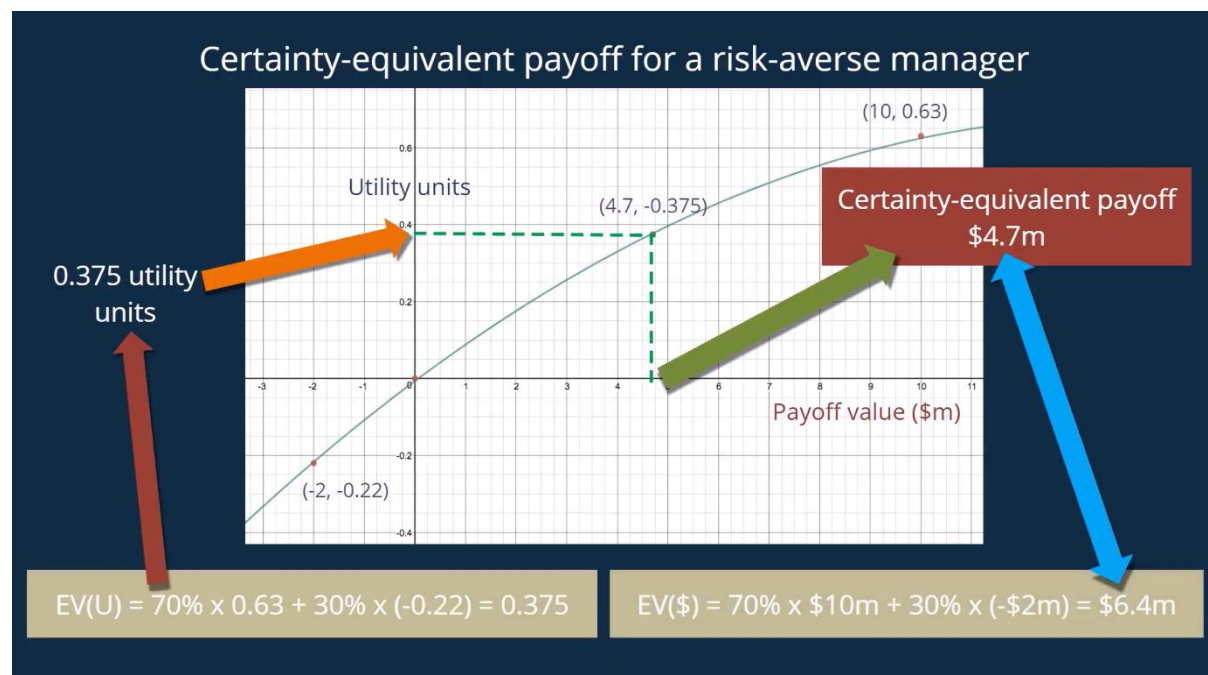 Certainty-equivalent payoff for a risk-averse manager
(10, 0.63)
0.6
Utility units
(4.7, -0.375)
Certainty-equivalent payoff
$4.7m
0.4
0.375 utility
units
0.2
-3 -2 -1 0 1 2 3 4 6 7 8 9 10 11
Payoff value ($m)
-0.2
(-2, -0.22)
-0.4
EV(U) = 70% x 0.63 + 30% x (-0.22) = 0.375
EV($) = 70% x $10m + 30% x (-$2m) = $6.4m